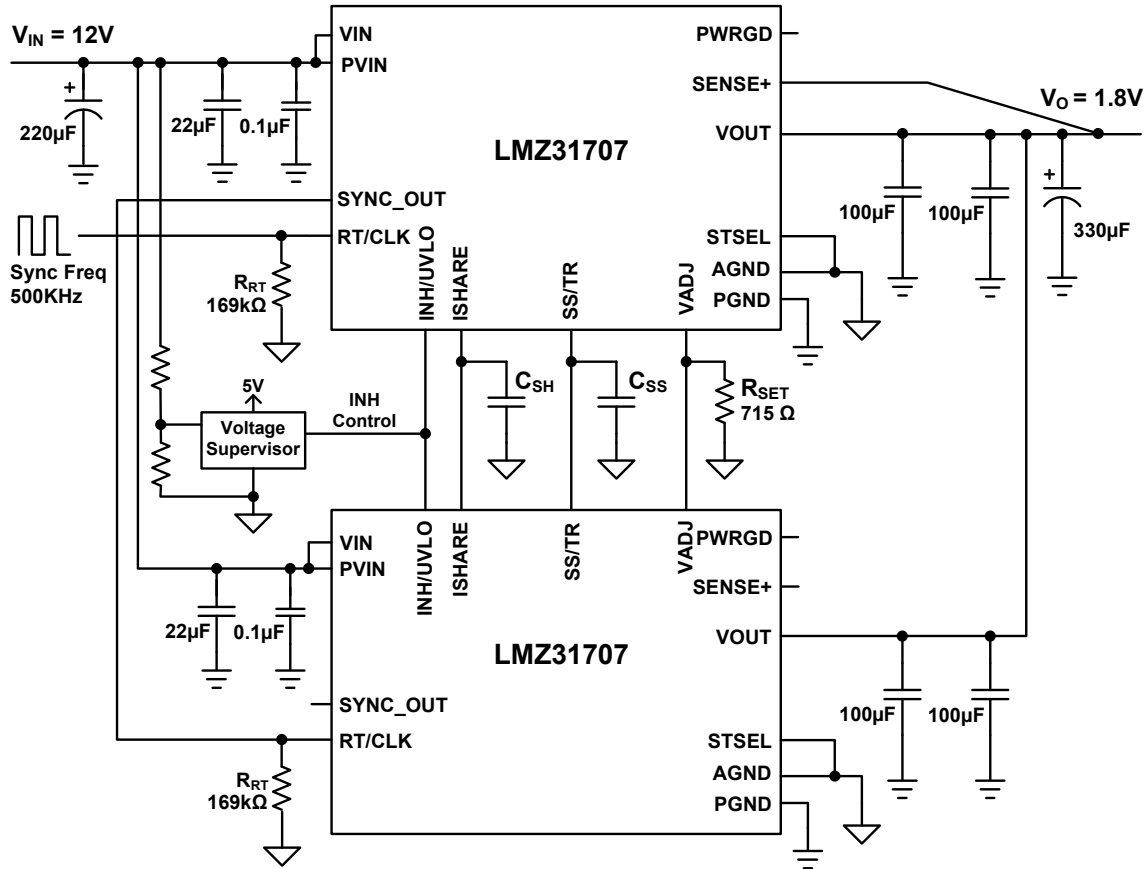 V_IN = 12V
VIN
PVIN
220µF
+
22µF
0.1µF
LMZ31707
PWRGD
SENSE+
VOUT
V_O = 1.8V
100µF
100µF
+
330µF
SYNC_OUT
RT/CLK
Sync Freq
500KHz
R_RT
169kΩ
INH/UVLO
ISHARE
SS/TR
VADJ
STSEL
AGND
PGND
C_SH
C_SS
R_SET
715 Ω
5V
Voltage
Supervisor
INH
Control
INH/UVLO
ISHARE
SS/TR
VADJ
VIN
PVIN
22µF
0.1µF
LMZ31707
PWRGD
SENSE+
VOUT
100µF
100µF
SYNC_OUT
RT/CLK
R_RT
169kΩ
STSEL
AGND
PGND